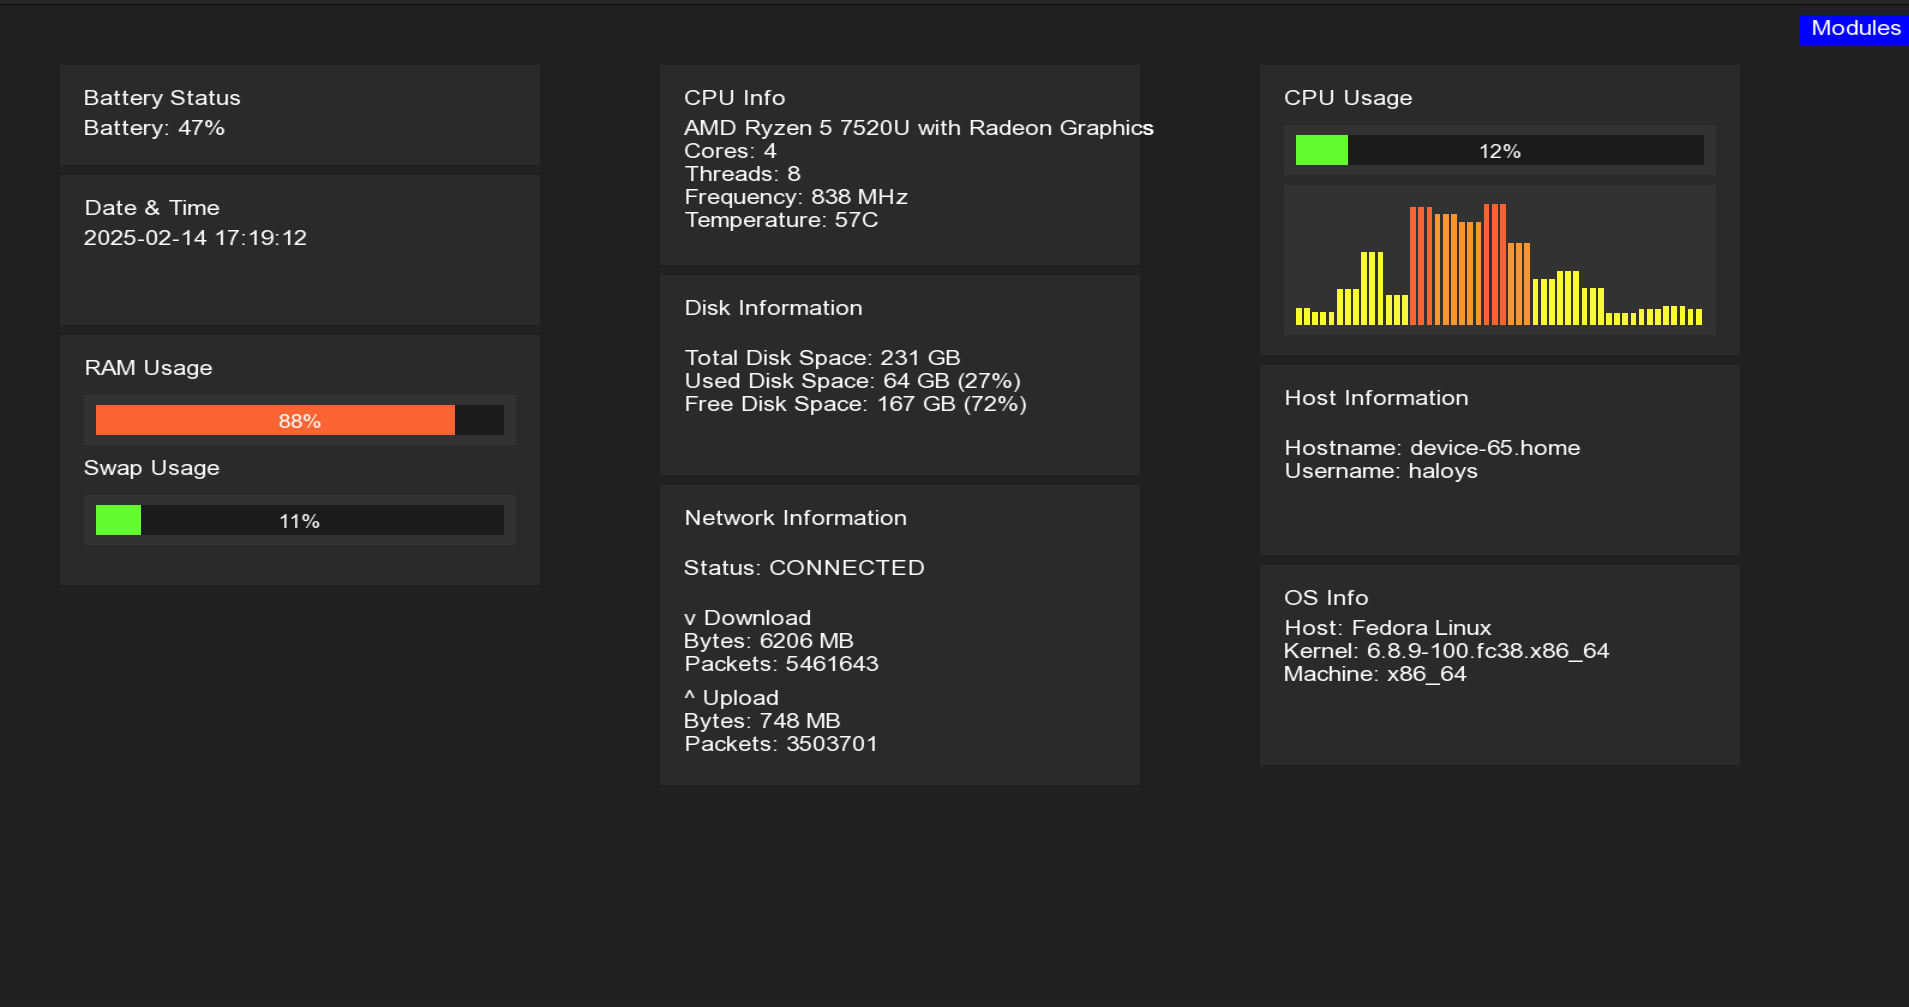 Modules
Battery Status
Battery: 47%
Date & Time
2025-02-14 17:19:12
RAM Usage
88%
Swap Usage
11%
CPU Info
AMD Ryzen 5 7520U with Radeon Graphics
Cores: 4
Threads: 8
Frequency: 838 MHz
Temperature: 57C
Disk Information
Total Disk Space: 231 GB
Used Disk Space: 64 GB (27%)
Free Disk Space: 167 GB (72%)
Network Information
Status: CONNECTED
v Download
Bytes: 6206 MB
Packets: 5461643
^ Upload
Bytes: 748 MB
Packets: 3503701
CPU Usage
12%
Host Information
Hostname: device-65.home
Username: haloys
OS Info
Host: Fedora Linux
Kernel: 6.8.9-100.fc38.x86_64
Machine: x86_64